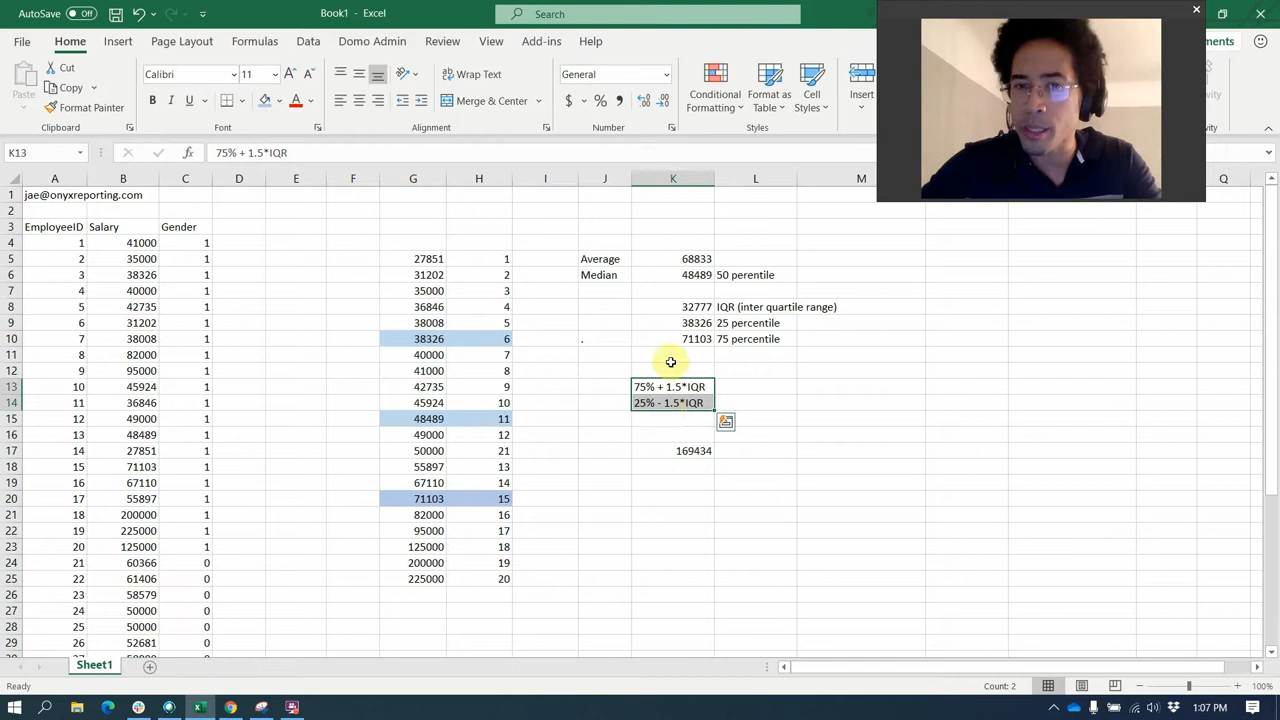 AutoSave Off Book1 - Excel Search
File Home Insert Page Layout Formulas Data Domo Admin Review View Add-ins Help ments
Paste Cut Copy Format Painter Clipboard
Calibri 11 B I U A Font
Wrap Text Merge & Center Alignment
General $ % , Number
Conditional Formatting Format as Table Cell Styles Styles
Insert
K13 fx 75% + 1.5*IQR
A B C D E F G H I J K L M Q
1 jae@onyxreporting.com
2
3 EmployeeID Salary Gender
4 1 41000 1
5 2 35000 1 27851 1 Average 68833
6 3 38326 1 31202 2 Median 48489 50 perentile
7 4 40000 1 35000 3
8 5 42735 1 36846 4 32777 IQR (inter quartile range)
9 6 31202 1 38008 5 38326 25 percentile
10 7 38008 1 38326 6 . 71103 75 percentile
11 8 82000 1 40000 7
12 9 95000 1 41000 8
13 10 45924 1 42735 9 75% + 1.5*IQR
14 11 36846 1 45924 10 25% - 1.5*IQR
15 12 49000 1 48489 11
16 13 48489 1 49000 12
17 14 27851 1 50000 21 169434
18 15 71103 1 55897 13
19 16 67110 1 67110 14
20 17 55897 1 71103 15
21 18 200000 1 82000 16
22 19 225000 1 95000 17
23 20 125000 1 125000 18
24 21 60366 0 200000 19
25 22 61406 0 225000 20
26 23 58579 0
27 24 50000 0
28 25 50000 0
29 26 52681 0
Sheet1
Ready Count: 2 100%
1:07 PM